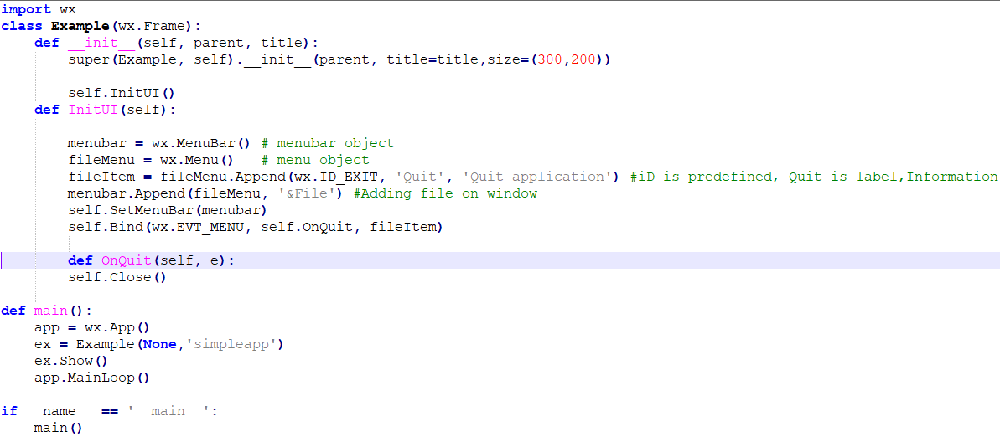 import wx
class Example(wx.Frame):
    def __init__(self, parent, title):
        super(Example, self).__init__(parent, title=title,size=(300,200))
        self.InitUI()
    def InitUI(self):
        menubar = wx.MenuBar() # menubar object
        fileMenu = wx.Menu()   # menu object
        fileItem = fileMenu.Append(wx.ID_EXIT, 'Quit', 'Quit application') #iD is predefined, Quit is label,Information
        menubar.Append(fileMenu, '&File') #Adding file on window
        self.SetMenuBar(menubar)
        self.Bind(wx.EVT_MENU, self.OnQuit, fileItem)
        def OnQuit(self, e):
        self.Close()
def main():
    app = wx.App()
    ex = Example(None,'simpleapp')
    ex.Show()
    app.MainLoop()
if __name__ == '__main__':
    main()